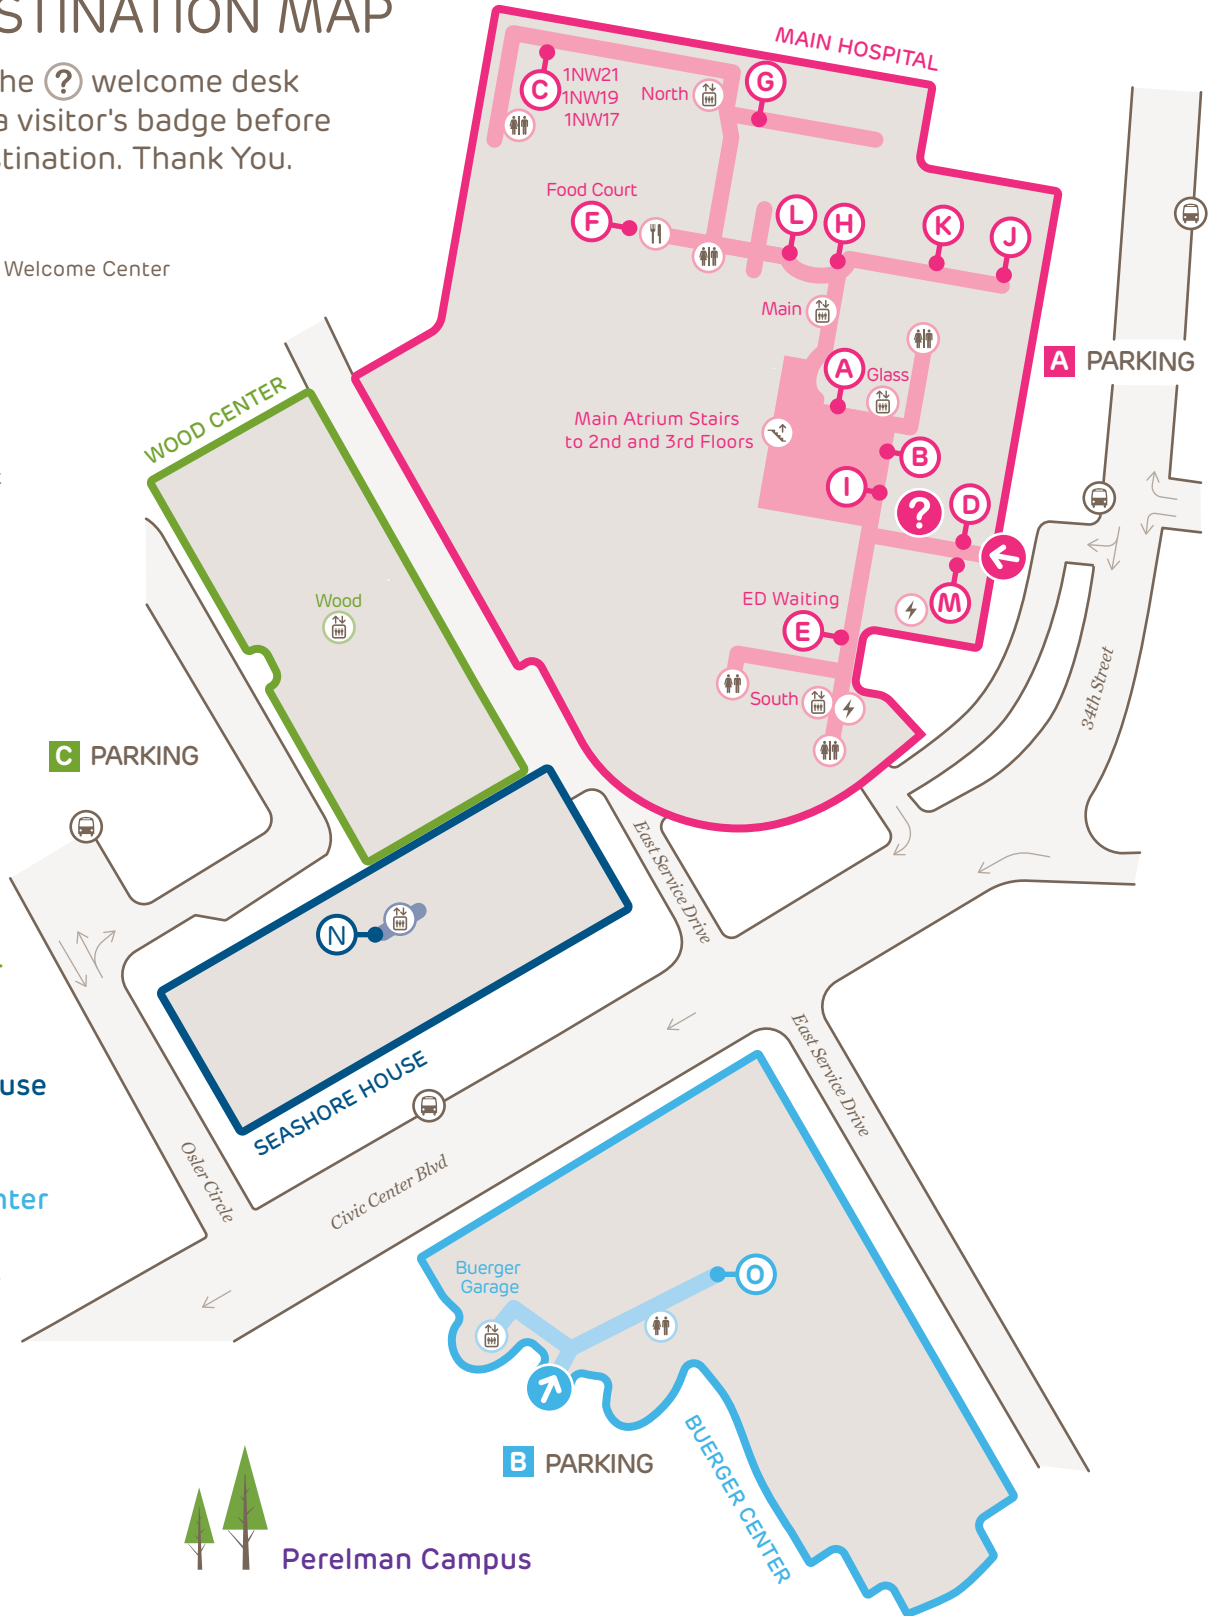 STINATION MAP
he ? welcome desk
a visitor's badge before
stination. Thank You.
Welcome Center
MAIN HOSPITAL
C
1NW21
1NW19
1NW17
North
G
Food Court
F
L
H
K
J
Main
A
Glass
A PARKING
Main Atrium Stairs
to 2nd and 3rd Floors
B
I
?
D
M
ED Waiting
E
South
34th Street
WOOD CENTER
Wood
C PARKING
East Service Drive
N
use
SEASHORE HOUSE
East Service Drive
Osler Circle
Civic Center Blvd
nter
Buerger
Garage
O
B PARKING
BUERGER CENTER
Perelman Campus